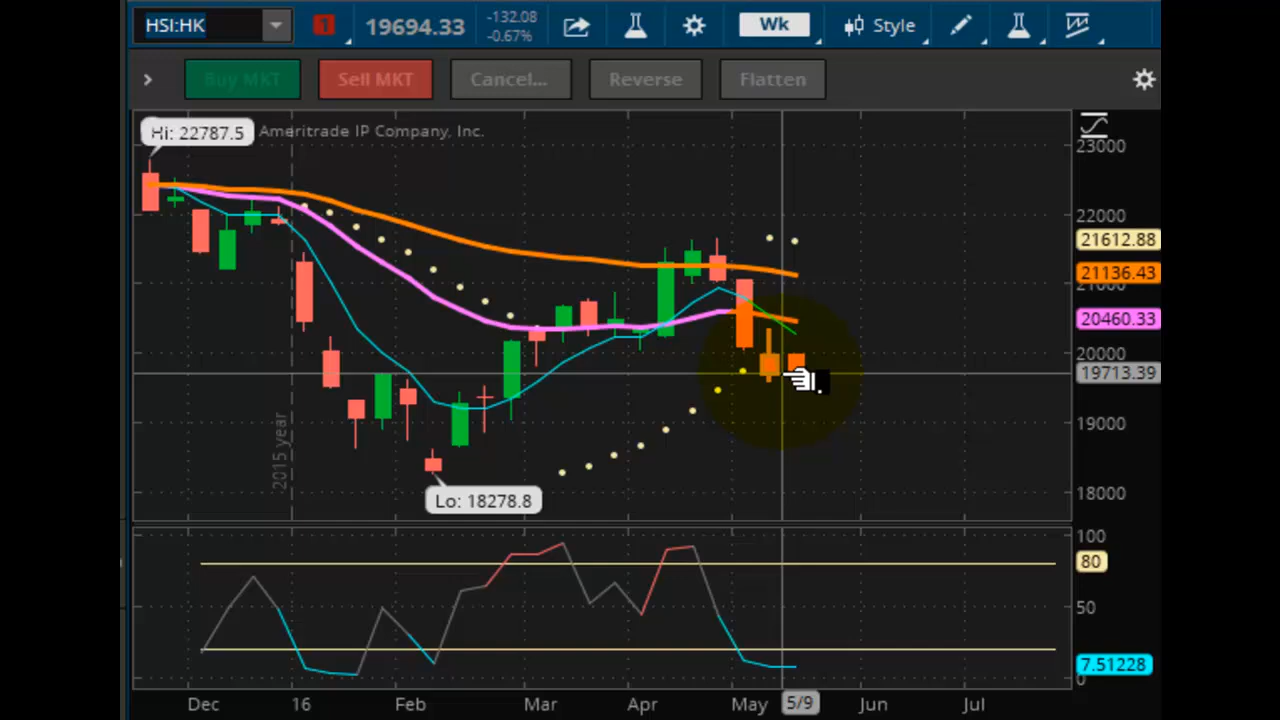 HSI:HK 1 19694.33 -132.08 -0.67% Wk Style
Buy MKT Sell MKT Cancel... Reverse Flatten
Hi: 22787.5 Ameritrade IP Company, Inc.
23000
22000
21612.88
21136.43
21000
20460.33
20000
19713.39
19000
18000
2015 year
Lo: 18278.8
100
80
50
7.51228
0
Dec 16 Feb Mar Apr May 5/9 Jun Jul